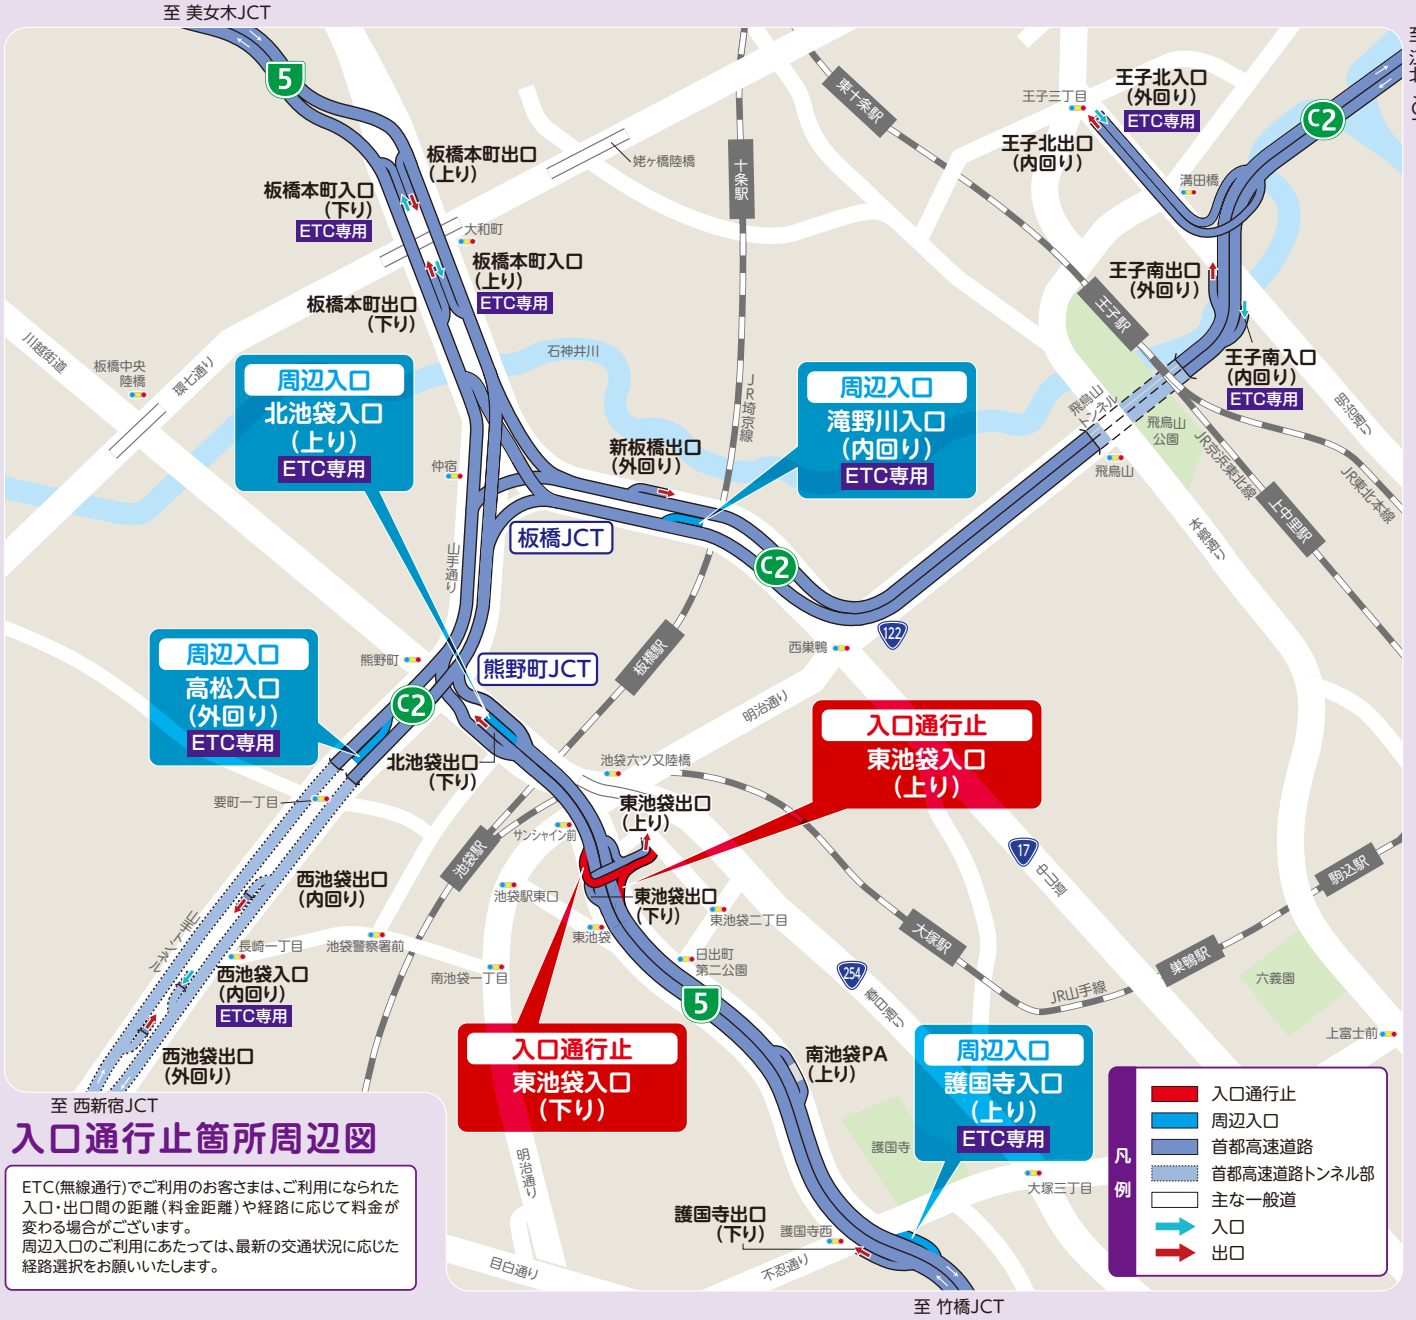 至 美女木JCT
5
板橋本町出口
(上り)
板橋本町入口
(下り)
ETC専用
大和町
板橋本町入口
(上り)
ETC専用
板橋本町出口
(下り)
姥ヶ橋陸橋
十条駅
東十条駅
王子三丁目
王子北入口
(外回り)
ETC専用
王子北出口
(内回り)
C2
溝田橋
王子南出口
(外回り)
王子駅
王子南入口
(内回り)
ETC専用
明治通り
川越街道
板橋中央
陸橋
環七通り
石神井川
JR埼京線
周辺入口
北池袋入口
(上り)
ETC専用
仲宿
新板橋出口
(外回り)
周辺入口
滝野川入口
(内回り)
ETC専用
飛鳥山
トンネル
飛鳥山
公園
飛鳥山
JR京浜東北線
JR東北本線
上中里駅
本郷通り
板橋JCT
C2
山手通り
122
西巣鴨
熊野町
熊野町JCT
板橋駅
明治通り
周辺入口
高松入口
(外回り)
ETC専用
C2
北池袋出口
(下り)
池袋六ツ又陸橋
入口通行止
東池袋入口
(上り)
要町一丁目
東池袋出口
(上り)
サンシャイン前
池袋駅
17
中山道
駒込駅
西池袋出口
(内回り)
池袋駅東口
東池袋出口
(下り)
東池袋二丁目
東池袋
大塚駅
巣鴨駅
山手トンネル
長崎一丁目
池袋警察署前
南池袋一丁目
日出町
第二公園
西池袋入口
(内回り)
ETC専用
5
254
春日通り
JR山手線
六義園
上富士前
西池袋出口
(外回り)
入口通行止
東池袋入口
(下り)
南池袋PA
(上り)
周辺入口
護国寺入口
(上り)
ETC専用
護国寺
大塚三丁目
明治通り
護国寺出口
(下り)
護国寺西
目白通り
不忍通り
至 西新宿JCT
至 竹橋JCT
入口通行止箇所周辺図
ETC(無線通行)でご利用のお客さまは、ご利用になられた
入口・出口間の距離(料金距離)や経路に応じて料金が
変わる場合がございます。
周辺入口のご利用にあたっては、最新の交通状況に応じた
経路選択をお願いいたします。
凡例
入口通行止
周辺入口
首都高速道路
首都高速道路トンネル部
主な一般道
入口
出口